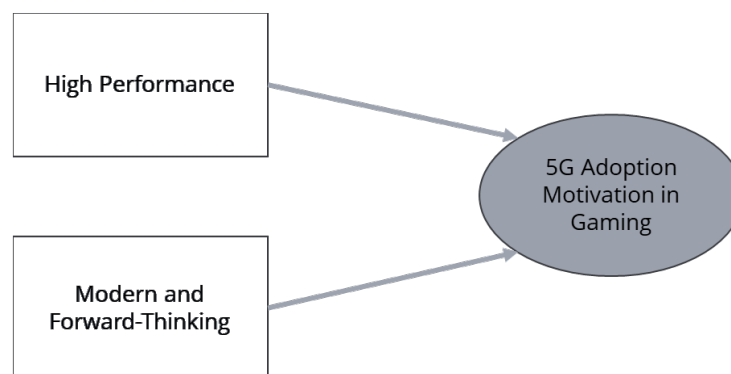 High Performance
5G Adoption
Motivation in
Gaming
Modern and
Forward-Thinking